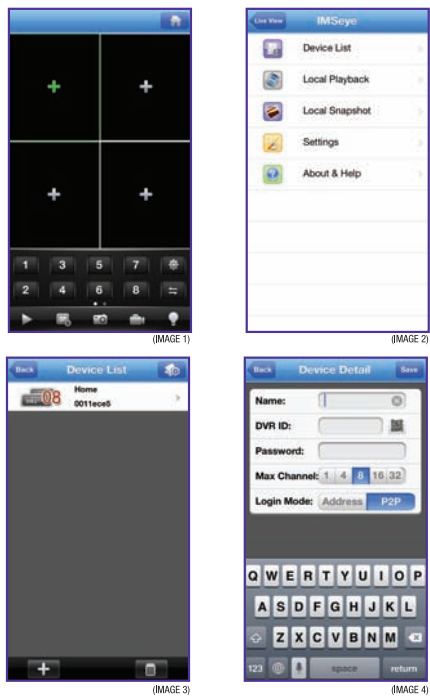 1 3 5 7
2 4 6 8
(IMAGE 1)
Live View IMSeye
Device List
Local Playback
Local Snapshot
Settings
About & Help
(IMAGE 2)
Back Device List
08 Home
0011ece5
(IMAGE 3)
Back Device Detail Save
Name:
DVR ID:
Password:
Max Channel: 1 4 8 16 32
Login Mode: Address P2P
Q W E R T Y U I O P
A S D F G H J K L
Z X C V B N M
123 space return
(IMAGE 4)